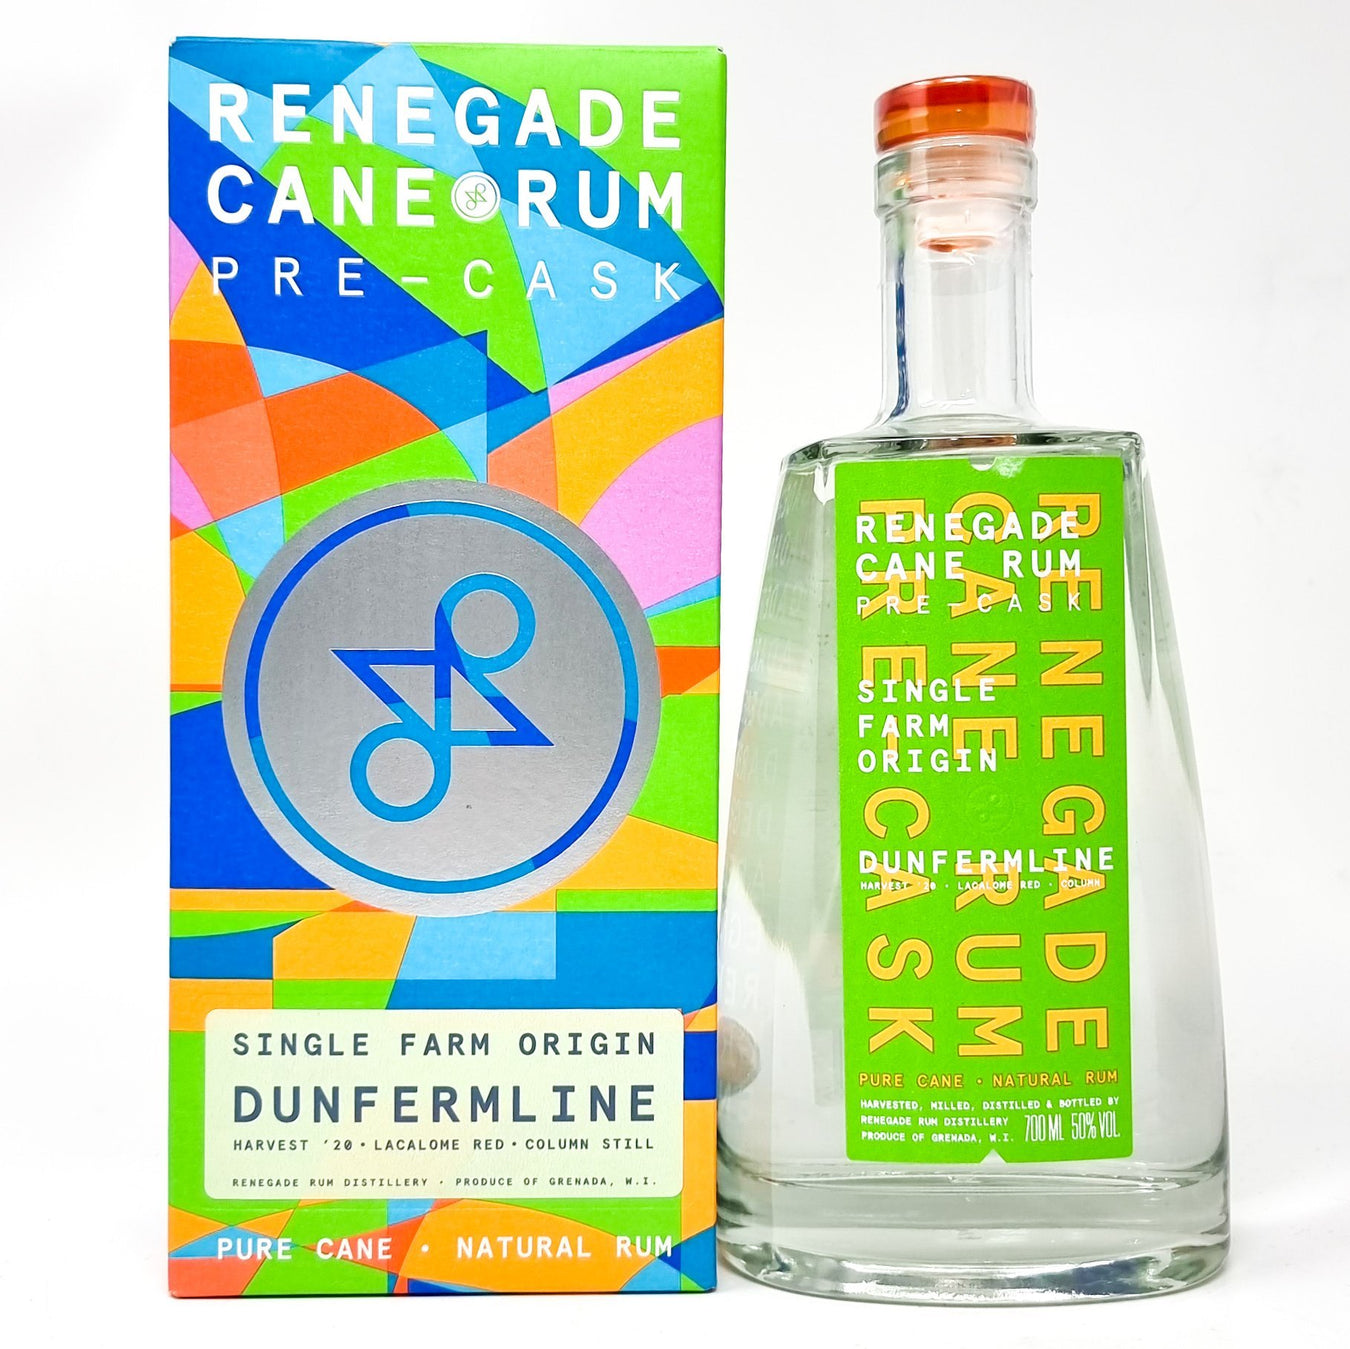 RENEGADE
CANE RUM
PRE-CASK
SINGLE FARM ORIGIN
DUNFERMLINE
HARVEST '20 • LACALOME RED • COLUMN STILL
RENEGADE RUM DISTILLERY • PRODUCE OF GRENADA, W.I.
PURE CANE • NATURAL RUM
RENEGADE
CANE RUM
PRE-CASK
RENEGADE
CANE RUM
PRE-CASK
SINGLE
FARM
ORIGIN
DUNFERMLINE
HARVEST '20 • LACALOME RED • COLUMN
PURE CANE • NATURAL RUM
HARVESTED, MILLED, DISTILLED & BOTTLED BY
RENEGADE RUM DISTILLERY
PRODUCE OF GRENADA, W.I. 700 ML 50% VOL.